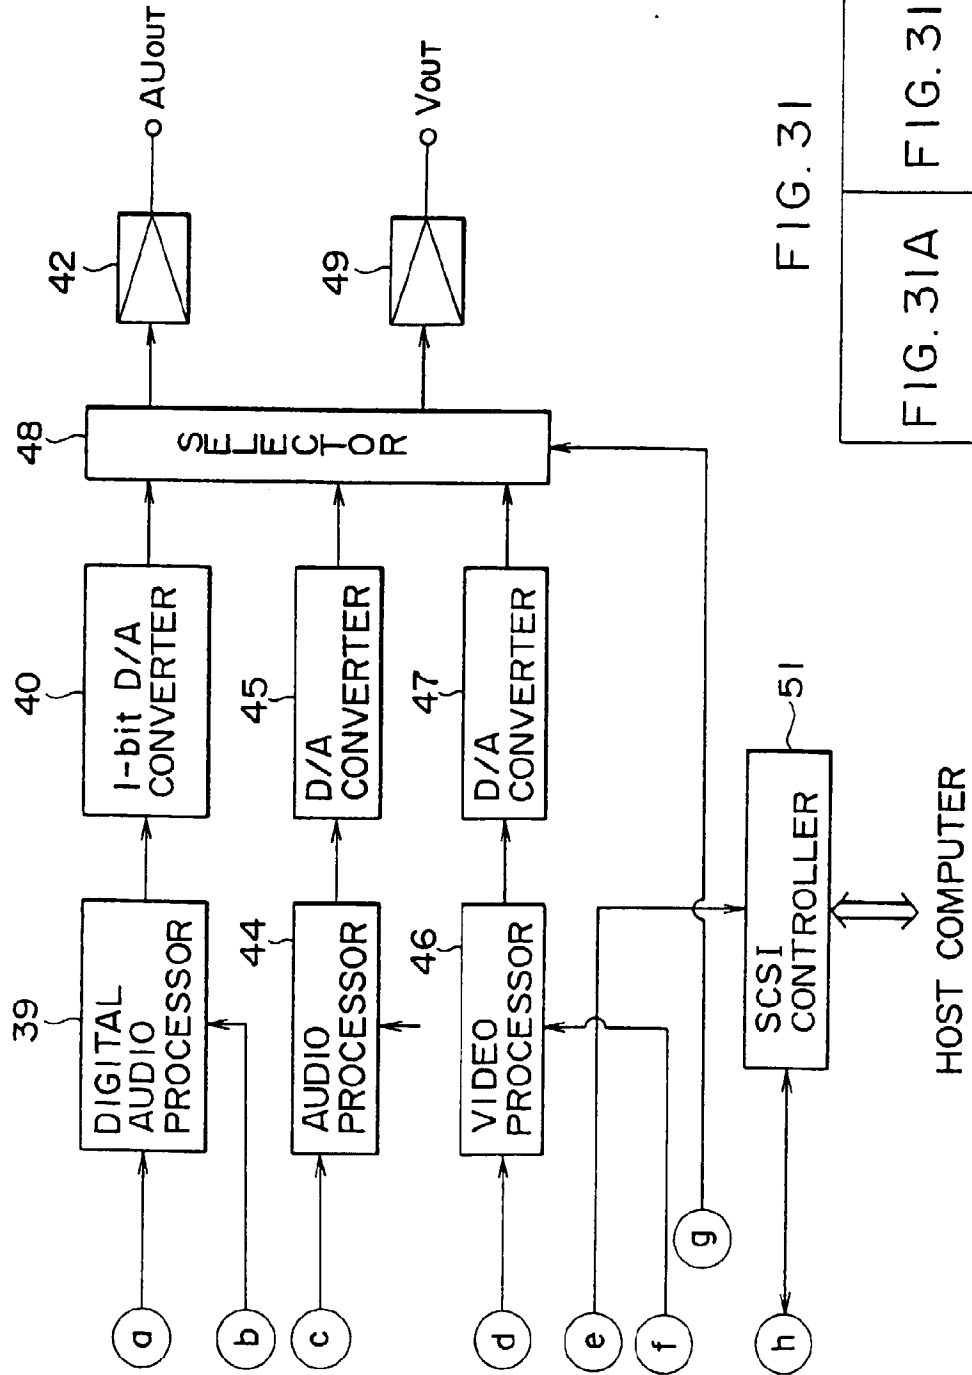 a
b
c
d
e
f
g
h
39
DIGITAL
AUDIO
PROCESSOR
44
AUDIO
PROCESSOR
46
VIDEO
PROCESSOR
40
1-bit D/A
CONVERTER
45
D/A
CONVERTER
47
D/A
CONVERTER
48
SELECTOR
42
AUOUT
49
VOUT
51
SCSI
CONTROLLER
HOST COMPUTER
FIG. 31
FIG. 31A
FIG. 31